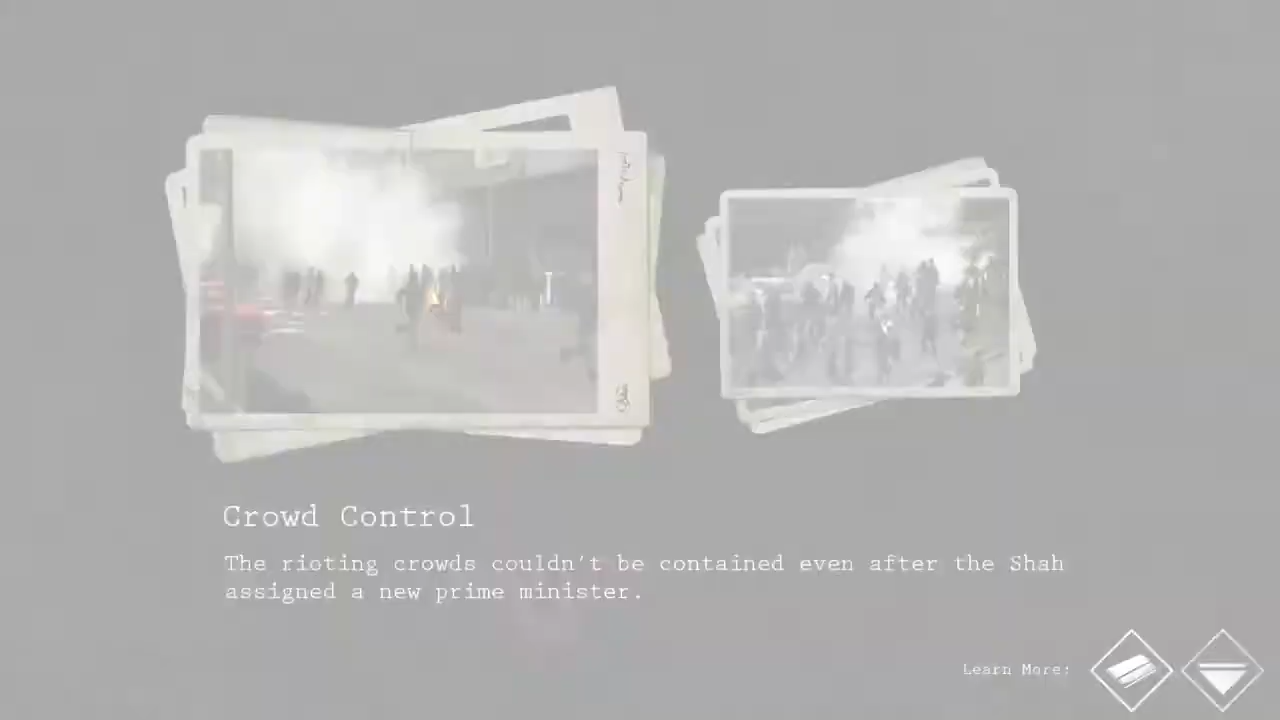 Crowd Control
The rioting crowds couldn't be contained even after the Shah
assigned a new prime minister.
Learn More: